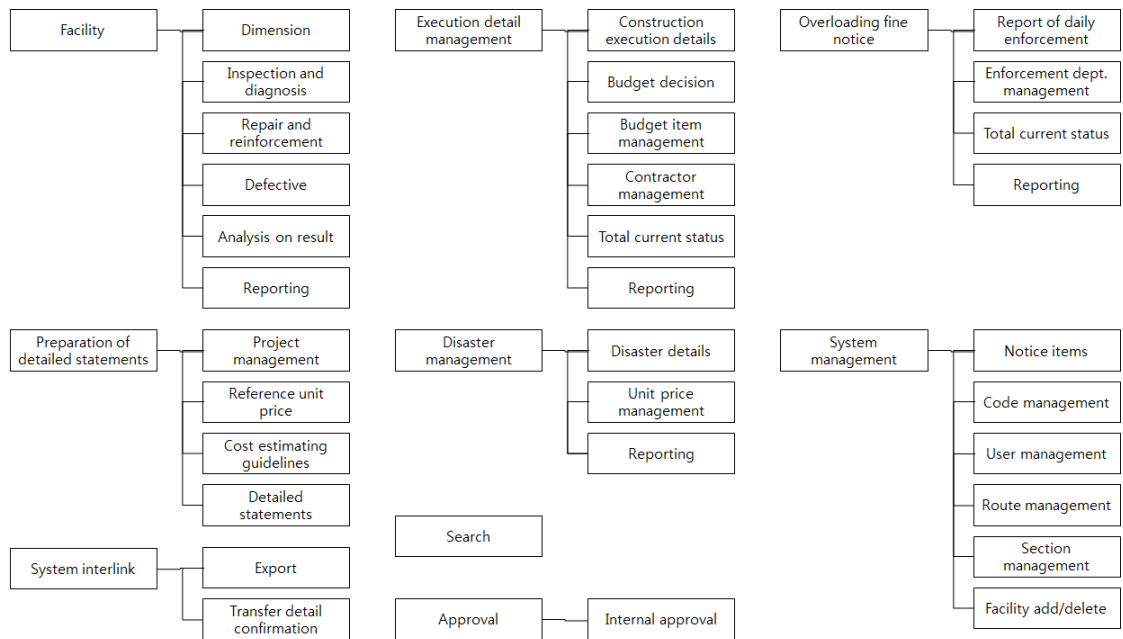 Facility
Dimension
Inspection and
diagnosis
Repair and
reinforcement
Defective
Analysis on result
Reporting
Execution detail
management
Construction
execution details
Budget decision
Budget item
management
Contractor
management
Total current status
Reporting
Overloading fine
notice
Report of daily
enforcement
Enforcement dept.
management
Total current status
Reporting
Preparation of
detailed statements
Project
management
Reference unit
price
Cost estimating
guidelines
Detailed
statements
Disaster
management
Disaster details
Unit price
management
Reporting
System
management
Notice items
Code management
User management
Route management
Section
management
Facility add/delete
System interlink
Export
Transfer detail
confirmation
Search
Approval
Internal approval